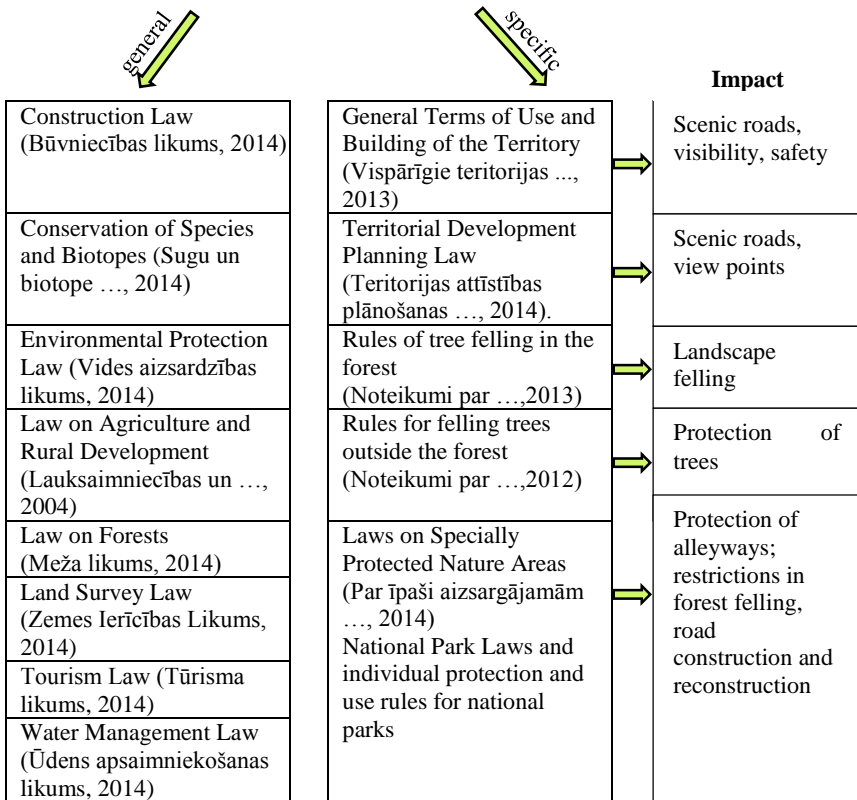 general
specific
Impact
Construction Law
(Būvniecības likums, 2014)
Conservation of Species
and Biotopes (Sugu un
biotope …, 2014)
Environmental Protection
Law (Vides aizsardzības
likums, 2014)
Law on Agriculture and
Rural Development
(Lauksaimniecības un …,
2004)
Law on Forests
(Meža likums, 2014)
Land Survey Law
(Zemes Ierīcības Likums,
2014)
Tourism Law (Tūrisma
likums, 2014)
Water Management Law
(Ūdens apsaimniekošanas
likums, 2014)
General Terms of Use and
Building of the Territory
(Vispārīgie teritorijas ...,
2013)
Territorial Development
Planning Law
(Teritorijas attīstības
plānošanas …, 2014).
Rules of tree felling in the
forest
(Noteikumi par …,2013)
Rules for felling trees
outside the forest
(Noteikumi par …,2012)
Laws on Specially
Protected Nature Areas
(Par īpaši aizsargājamām
…, 2014)
National Park Laws and
individual protection and
use rules for national
parks
Scenic roads,
visibility, safety
Scenic roads,
view points
Landscape
felling
Protection of
trees
Protection of
alleyways;
restrictions in
forest felling,
road
construction and
reconstruction